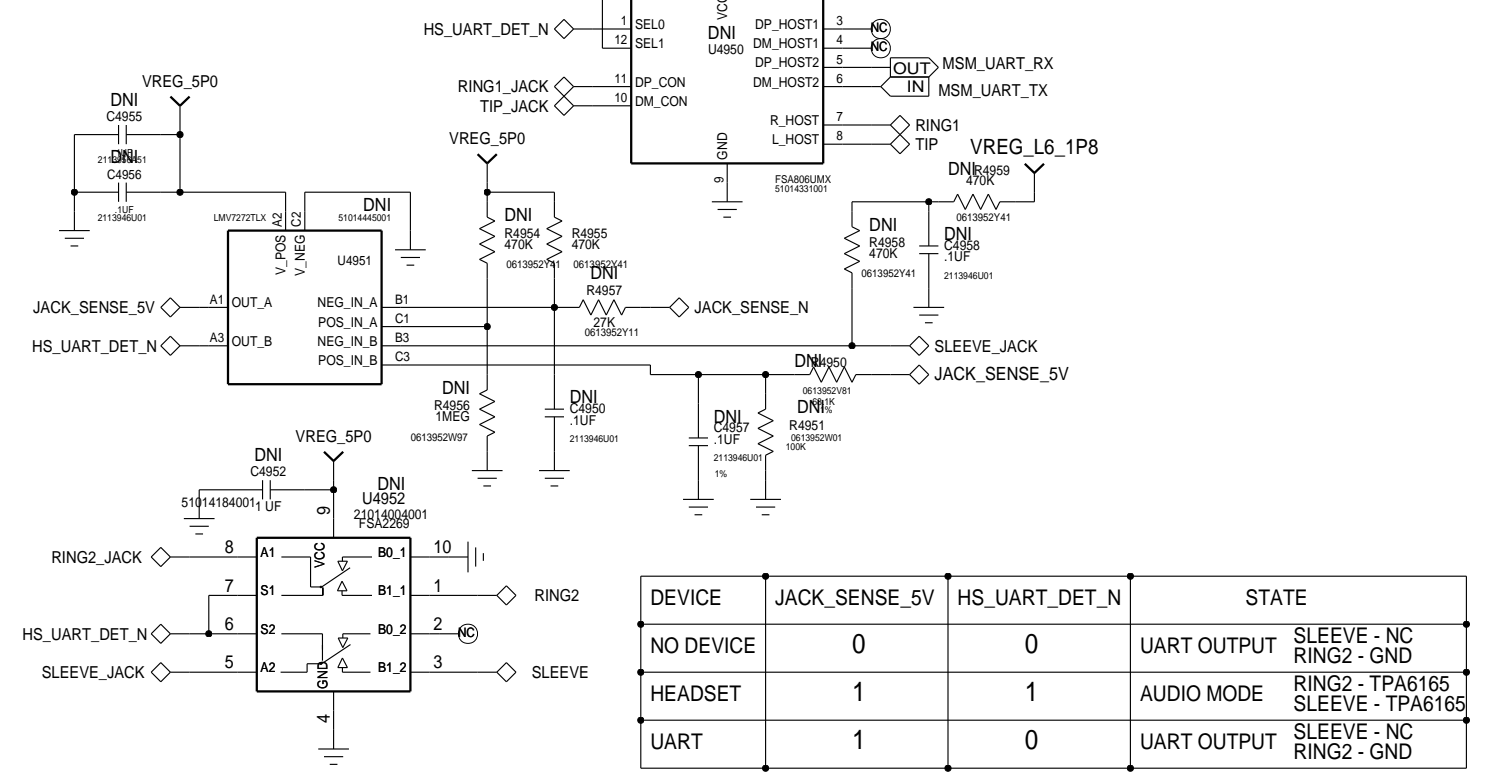 HS_UART_DET_N
1
SEL0
12
SEL1
VCC
DNI
U4950
DP_HOST1
3
NC
DM_HOST1
4
NC
DP_HOST2
5
OUT
MSM_UART_RX
DM_HOST2
6
IN
MSM_UART_TX
RING1_JACK
11
DP_CON
TIP_JACK
10
DM_CON
R_HOST
7
RING1
L_HOST
8
TIP
GND
9
FSA806UMX
51014331001
VREG_5P0
DNI
C4955
DNI
C4956
.1UF
2113946U01
VREG_5P0
VREG_L6_1P8
DNI
R4959
470K
0613952Y41
DNI
R4958
470K
0613952Y41
DNI
C4958
.1UF
2113946U01
LMV7272TLX
A2
C2
DNI
51014445001
V_POS
V_NEG
U4951
DNI
R4954
470K
0613952Y41
R4955
470K
0613952Y41
DNI
R4957
27K
0613952Y11
JACK_SENSE_N
JACK_SENSE_5V
A1
OUT_A
NEG_IN_A
B1
POS_IN_A
C1
HS_UART_DET_N
A3
OUT_B
NEG_IN_B
B3
SLEEVE_JACK
POS_IN_B
C3
JACK_SENSE_5V
DNI
R4950
0613952V81
DNI
R4956
1MEG
0613952W97
DNI
C4950
.1UF
2113946U01
DNI
C4957
.1UF
2113946U01
1%
DNI
R4951
0613952W01
100K
VREG_5P0
DNI
C4952
51014184001
1 UF
9
DNI
U4952
21014004001
FSA2269
RING2_JACK
8
A1
VCC
B0_1
10
7
S1
B1_1
1
RING2
HS_UART_DET_N
6
S2
B0_2
2
NC
SLEEVE_JACK
5
A2
GND
B1_2
3
SLEEVE
4
DEVICE JACK_SENSE_5V HS_UART_DET_N STATE
NO DEVICE 0 0 UART OUTPUT SLEEVE - NC
RING2 - GND
HEADSET 1 1 AUDIO MODE RING2 - TPA6165
SLEEVE - TPA6165
UART 1 0 UART OUTPUT SLEEVE - NC
RING2 - GND